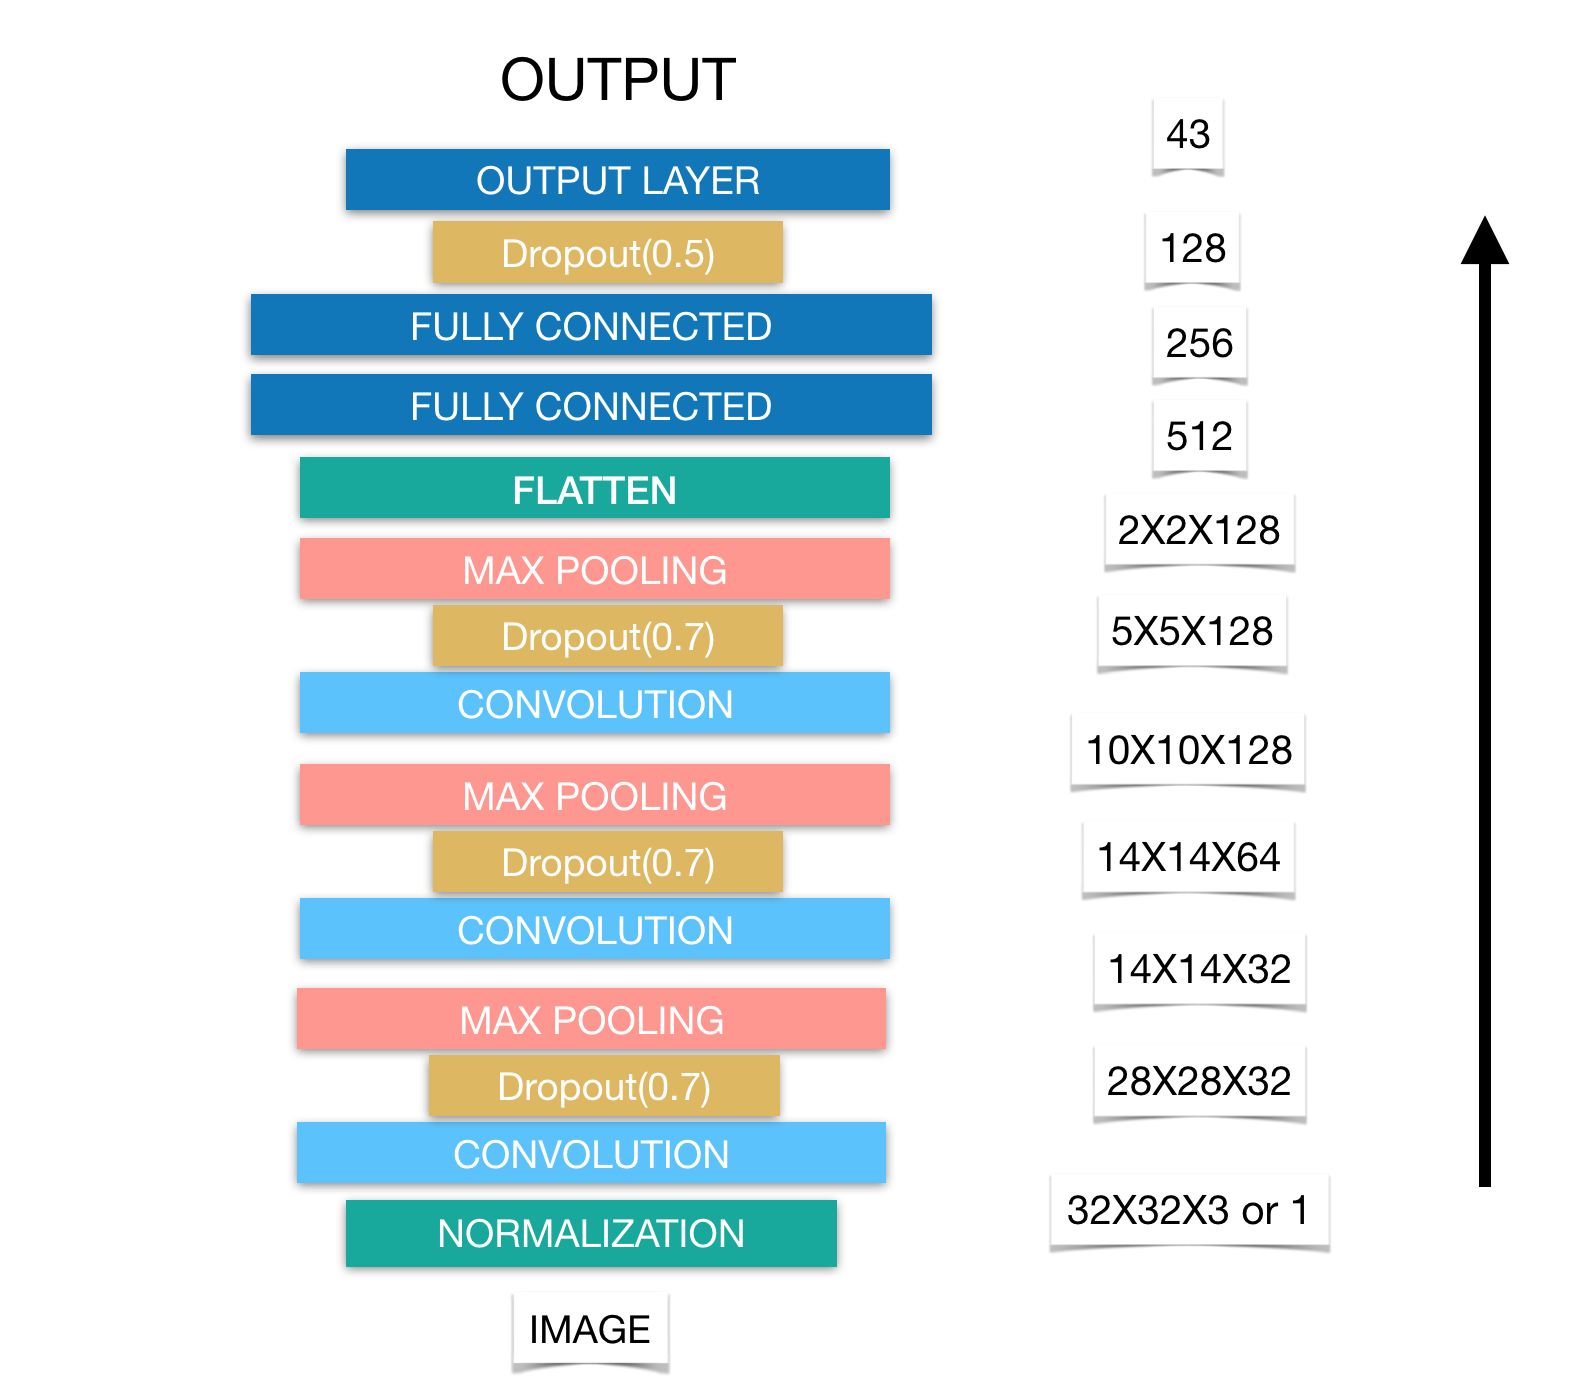 OUTPUT
43
OUTPUT LAYER
Dropout(0.5)
128
FULLY CONNECTED
256
FULLY CONNECTED
512
FLATTEN
2X2X128
MAX POOLING
Dropout(0.7)
5X5X128
CONVOLUTION
10X10X128
MAX POOLING
Dropout(0.7)
14X14X64
CONVOLUTION
14X14X32
MAX POOLING
Dropout(0.7)
28X28X32
CONVOLUTION
32X32X3 or 1
NORMALIZATION
IMAGE